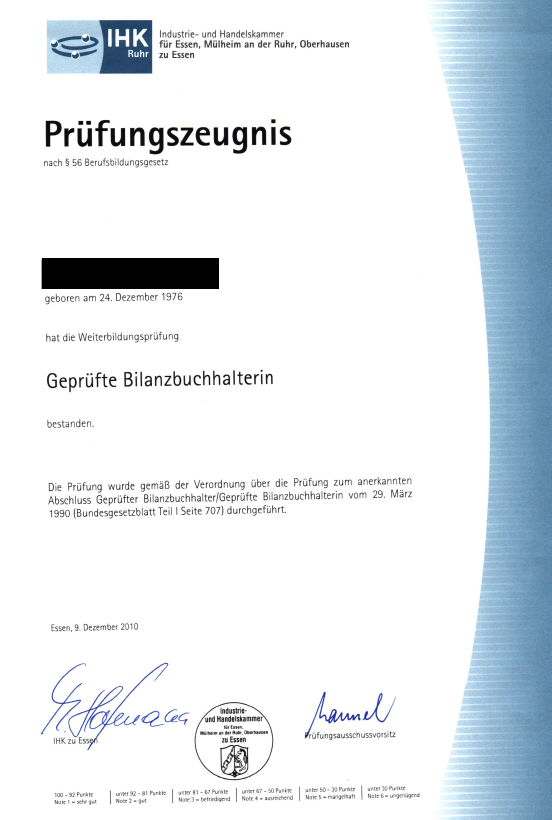 IHK
Ruhr
Industrie- und Handelskammer
für Essen, Mülheim an der Ruhr, Oberhausen
zu Essen
Prüfungszeugnis
nach § 56 Berufsbildungsgesetz
geboren am 24. Dezember 1976
hat die Weiterbildungsprüfung
Geprüfte Bilanzbuchhalterin
bestanden.
Die Prüfung wurde gemäß der Verordnung über die Prüfung zum anerkannten
Abschluss Geprüfter Bilanzbuchhalter/Geprüfte Bilanzbuchhalterin vom 29. März
1990 (Bundesgesetzblatt Teil I Seite 707) durchgeführt.
Essen, 9. Dezember 2010
IHK zu Essen
Industrie-
und Handelskammer
für Essen,
Mülheim an der Ruhr, Oberhausen
zu Essen
Prüfungsausschussvorsitz
100 - 92 Punkte
Note 1 = sehr gut
unter 92 - 81 Punkte
Note 2 = gut
unter 81 - 67 Punkte
Note 3 = befriedigend
unter 67 - 50 Punkte
Note 4 = ausreichend
unter 50 - 30 Punkte
Note 5 = mangelhaft
unter 30 Punkte
Note 6 = ungenügend